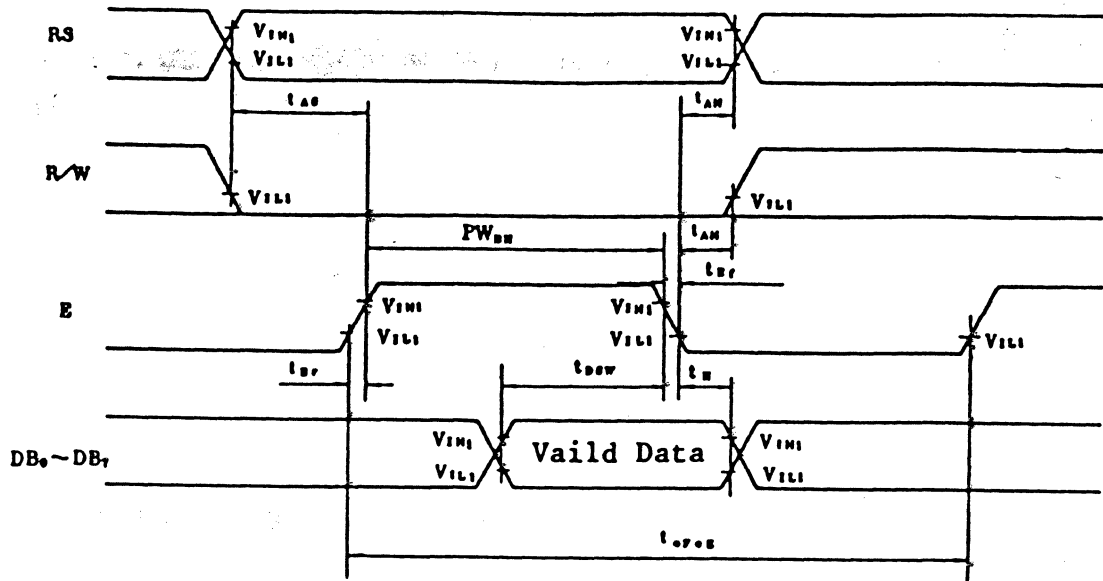 RS
VIH1
VIL1
VIH1
VIL1
tAS
tAH
R/W
VIL1
VIL1
PWEH
tAH
tEf
E
VIH1
VIL1
VIH1
VIL1
VIL1
tEr
tDSW
tH
DB0~DB7
VIH1
VIL1
Vaild Data
VIH1
VIL1
tcycE